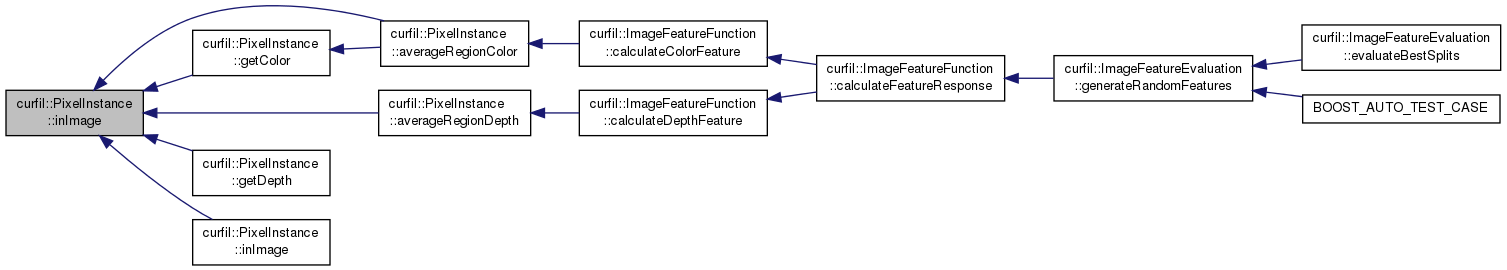 curfil::PixelInstance
::inImage
curfil::PixelInstance
::getColor
curfil::PixelInstance
::averageRegionColor
curfil::ImageFeatureFunction
::calculateColorFeature
curfil::PixelInstance
::averageRegionDepth
curfil::ImageFeatureFunction
::calculateDepthFeature
curfil::ImageFeatureFunction
::calculateFeatureResponse
curfil::ImageFeatureEvaluation
::generateRandomFeatures
curfil::ImageFeatureEvaluation
::evaluateBestSplits
BOOST_AUTO_TEST_CASE
curfil::PixelInstance
::getDepth
curfil::PixelInstance
::inImage